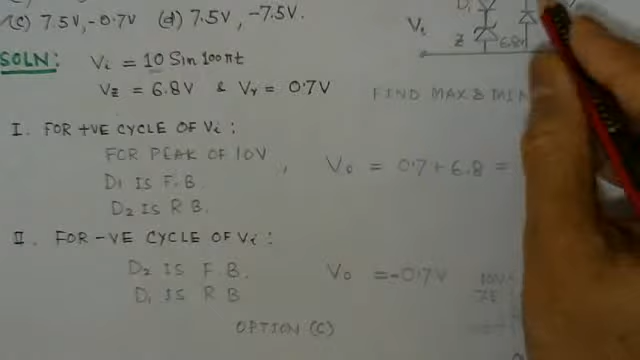 (c) 7.5V, -0.7V (d) 7.5V, -7.5V.
SOLN: Vi = 10 Sin 100πt
Vz = 6.8V & Vγ = 0.7V
D1
Vi
Z 6.8V
FIND MAX & MIN
I. FOR +VE CYCLE OF Vi:
FOR PEAK OF 10V,
D1 IS F.B.
D2 IS R B.
Vo = 0.7 + 6.8 =
II. FOR -VE CYCLE OF Vi:
D2 IS F.B.
D1 IS R B
Vo = -0.7V
OPTION (C)